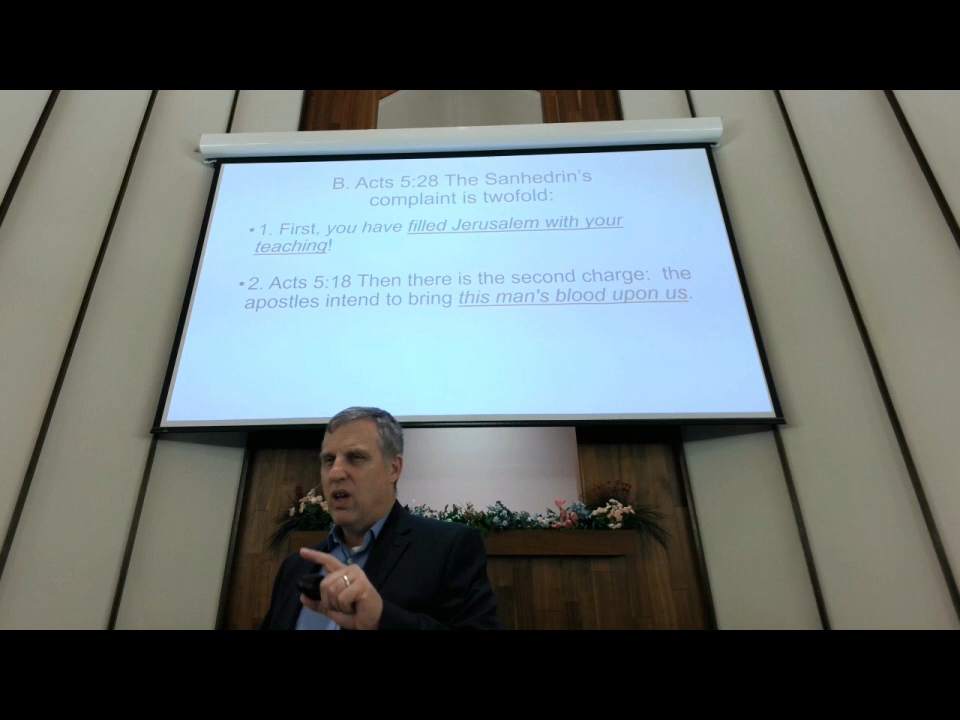 B. Acts 5:28 The Sanhedrin's
complaint is twofold:
• 1. First, you have filled Jerusalem with your
teaching!
• 2. Acts 5:18 Then there is the second charge: the
apostles intend to bring this man's blood upon us.